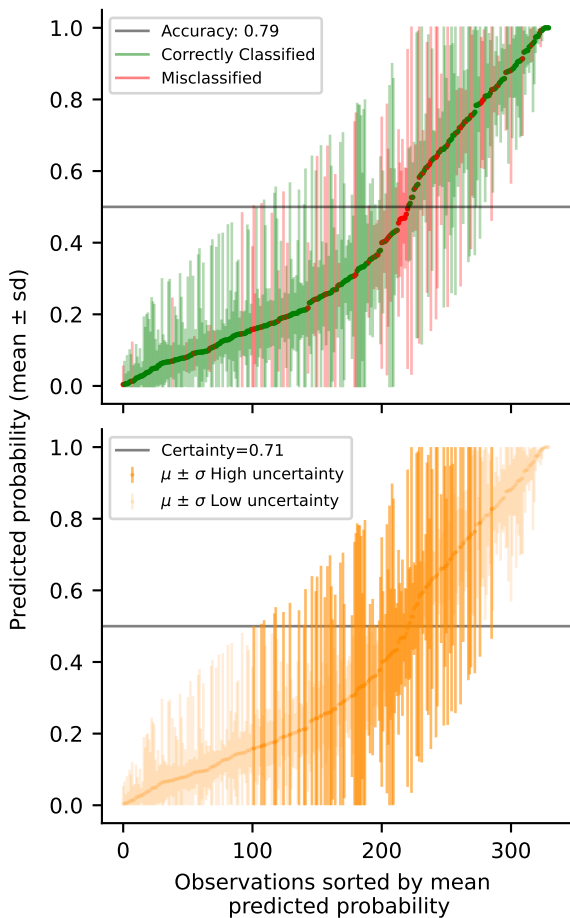 Predicted probability (mean ± sd)
1.0
0.8
0.6
0.4
0.2
0.0
Accuracy: 0.79
Correctly Classified
Misclassified
1.0
0.8
0.6
0.4
0.2
0.0
Certainty=0.71
μ ± σ High uncertainty
μ ± σ Low uncertainty
0
100
200
300
Observations sorted by mean
predicted probability